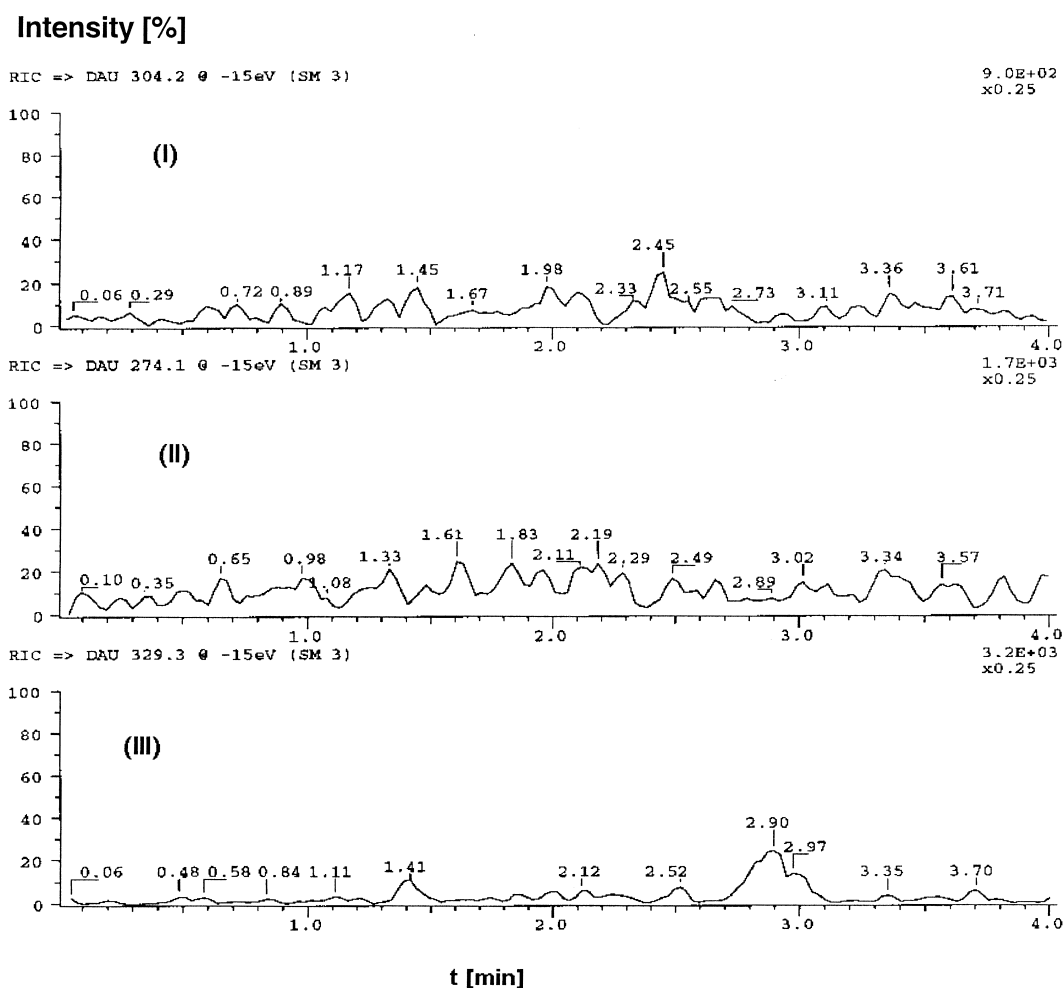 Intensity [%]
RIC => DAU 304.2 @ -15eV (SM 3) 9.0E+02
x0.25
100
80
60
40
20
0
(I)
0.06 0.29 0.72 0.89 1.17 1.45 1.67 1.98 2.33 2.45 2.55 2.73 3.11 3.36 3.61 3.71
1.0 2.0 3.0 4.0
RIC => DAU 274.1 @ -15eV (SM 3) 1.7E+03
x0.25
100
80
60
40
20
0
(II)
0.10 0.35 0.65 0.98 1.08 1.33 1.61 1.83 2.11 2.19 2.29 2.49 2.89 3.02 3.34 3.57
1.0 2.0 3.0 4.0
RIC => DAU 329.3 @ -15eV (SM 3) 3.2E+03
x0.25
100
80
60
40
20
0
(III)
0.06 0.48 0.58 0.84 1.11 1.41 2.12 2.52 2.90 2.97 3.35 3.70
1.0 2.0 3.0 4.0
t [min]